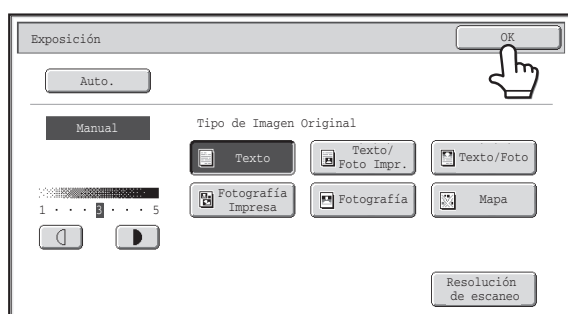 Exposición
OK
Auto.
Manual
Tipo de Imagen Original
Texto
Texto/
Foto Impr.
Texto/Foto
Fotografía
Impresa
Fotografía
Mapa
1 · · · 3 · · · 5
Resolución
de escaneo